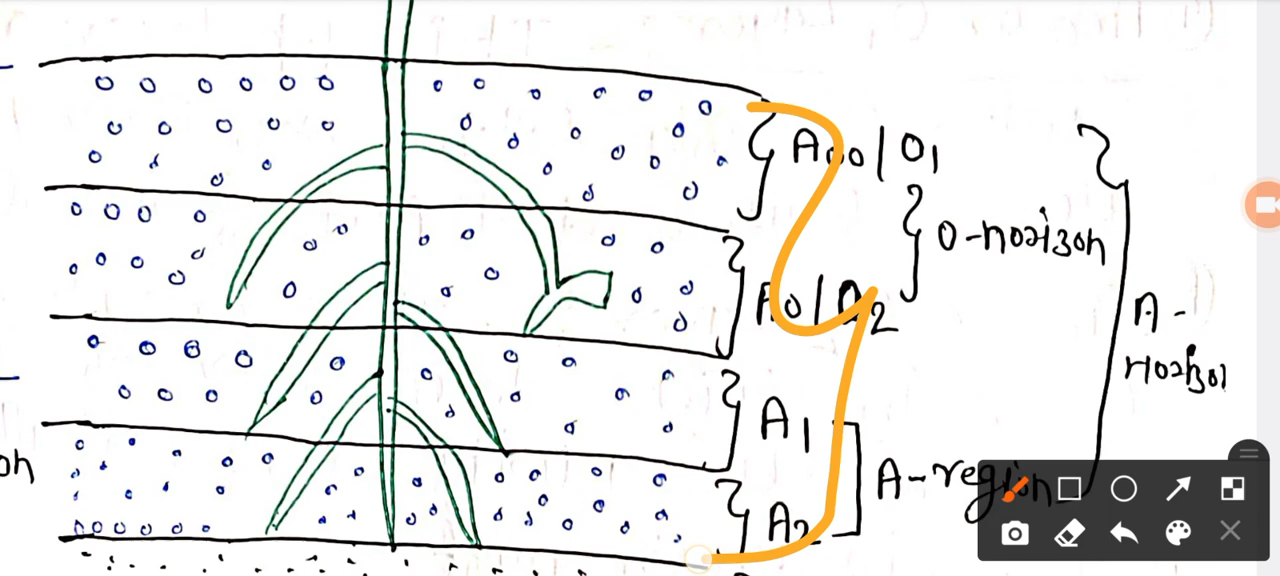 A00/O1
O-horizon
A0/O2
A-
Horizon
A1
A-region
A2